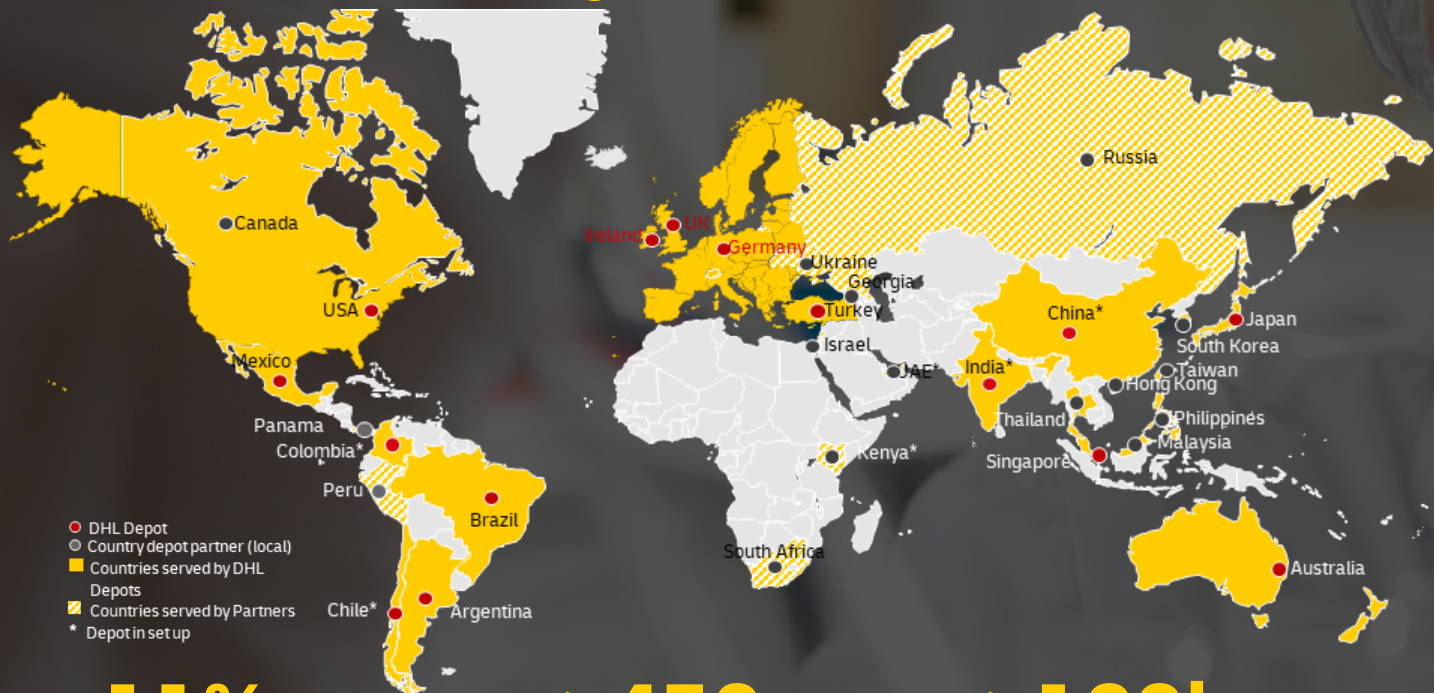 Russia
Canada
UK
Ireland
Germany
Ukraine
Georgia
USA
Turkey
China*
Japan
Israel
South Korea
Mexico
UAE*
India*
Taiwan
Hong Kong
Panama
Thailand
Philippines
Colombia*
Kenya*
Malaysia
Singapore
Peru
Brazil
DHL Depot
Country depot partner (local)
South Africa
Countries served by DHL
Depots
Australia
Countries served by Partners
Chile*
Argentina
* Depot in set up